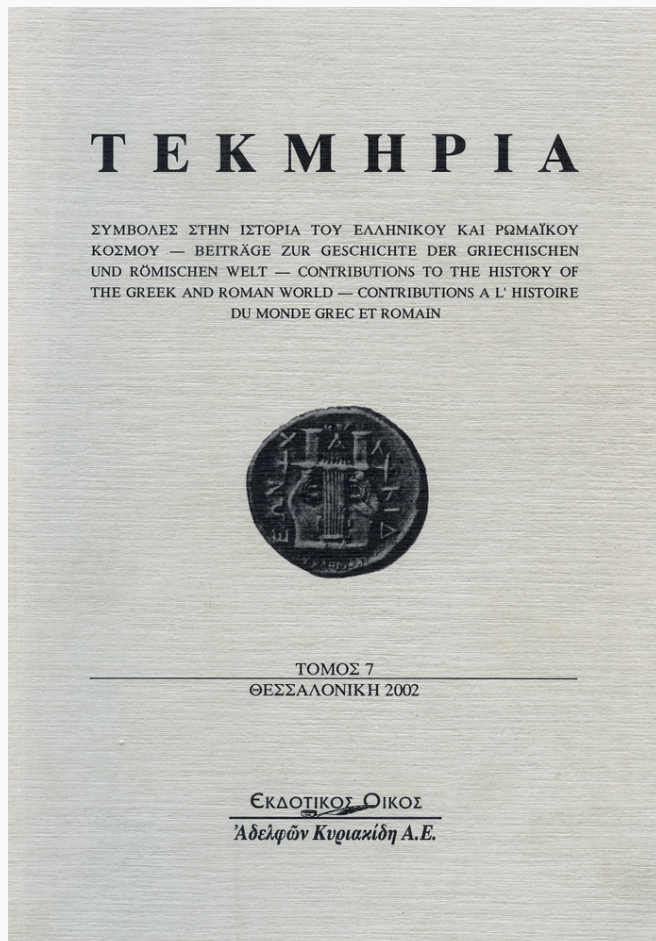 ΤΕΚΜΗΡΙΑ
ΣΥΜΒΟΛΕΣ ΣΤΗΝ ΙΣΤΟΡΙΑ ΤΟΥ ΕΛΛΗΝΙΚΟΥ ΚΑΙ ΡΩΜΑΪΚΟΥ
ΚΟΣΜΟΥ — BEITRÄGE ZUR GESCHICHTE DER GRIECHISCHEN
UND RÖMISCHEN WELT — CONTRIBUTIONS TO THE HISTORY OF
THE GREEK AND ROMAN WORLD — CONTRIBUTIONS A L' HISTOIRE
DU MONDE GREC ET ROMAIN
ΤΟΜΟΣ 7
ΘΕΣΣΑΛΟΝΙΚΗ 2002
ΕΚΔΟΤΙΚΟΣ ΟΙΚΟΣ
Ἀδελφῶν Κυριακίδη Α.Ε.